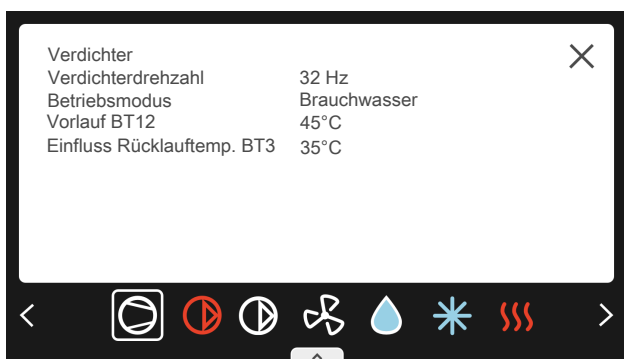 Verdichter
Verdichterdrehzahl 32 Hz
Betriebsmodus Brauchwasser
Vorlauf BT12 45°C
Einfluss Rücklauftemp. BT3 35°C